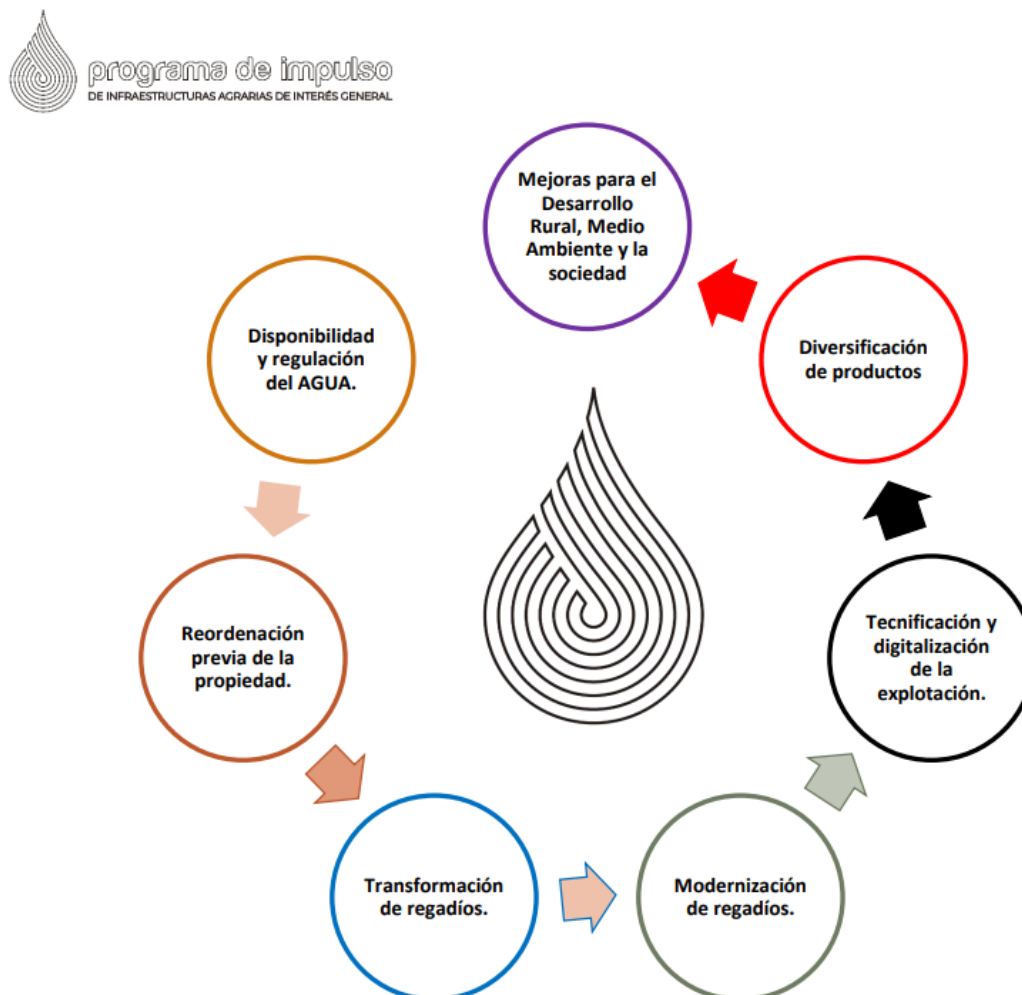 programa de impulso
DE INFRAESTRUCTURAS AGRARIAS DE INTERÉS GENERAL
Disponibilidad
y regulación
del AGUA.
Reordenación
previa de la
propiedad.
Transformación
de regadíos.
Modernización
de regadíos.
Tecnificación y
digitalización
de la
explotación.
Diversificación
de productos
Mejoras para el
Desarrollo
Rural, Medio
Ambiente y la
sociedad